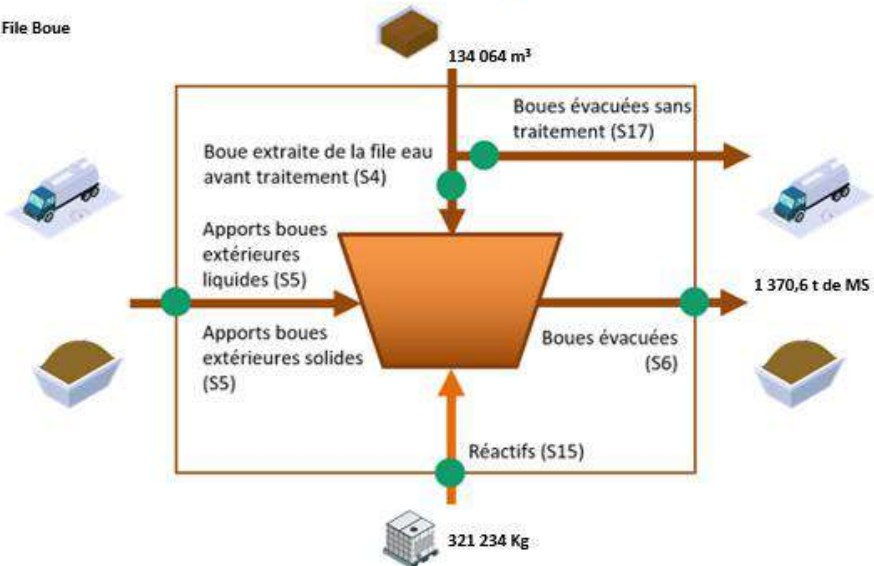 File Boue
134 064 m³
Boues évacuées sans
traitement (S17)
Boue extraite de la file eau
avant traitement (S4)
Apports boues
extérieures
liquides (S5)
1 370,6 t de MS
Apports boues
extérieures solides
(S5)
Boues évacuées
(S6)
Réactifs (S15)
321 234 Kg